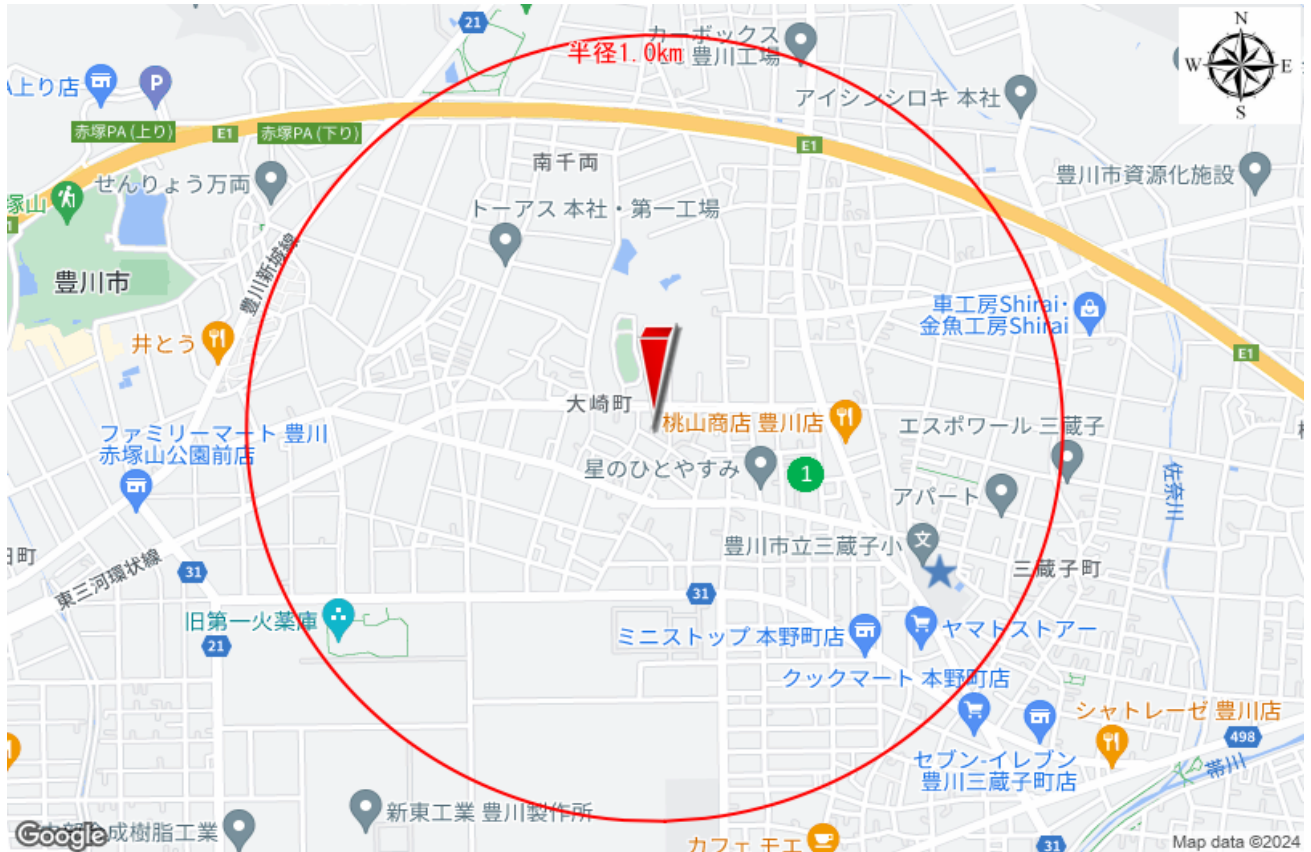 21
カーボックス
豊川工場
半径1.0km
N
W
E
S
上り店
P
アイシンシロキ 本社
赤塚PA (上り)
E1
赤塚PA (下り)
E1
南千両
せんりょう万両
豊川市資源化施設
塚山
トーアス 本社・第一工場
豊川市
豊川新城線
車工房Shirai・
金魚工房Shirai
井とう
E1
大崎町
桃山商店 豊川店
エスポワール 三蔵子
ファミリーマート 豊川
赤塚山公園前店
星のひとやすみ
1
アパート
佐奈川
豊川市立三蔵子小
文
三蔵子町
東三河環状線
31
31
旧第一火薬庫
21
ミニストップ 本野町店
ヤマトストアー
クックマート 本野町店
シャトレーゼ 豊川店
498
セブン-イレブン
豊川三蔵子町店
帯川
新東工業 豊川製作所
成樹脂工業
Google
カフェ モエ
31
Map data ©2024